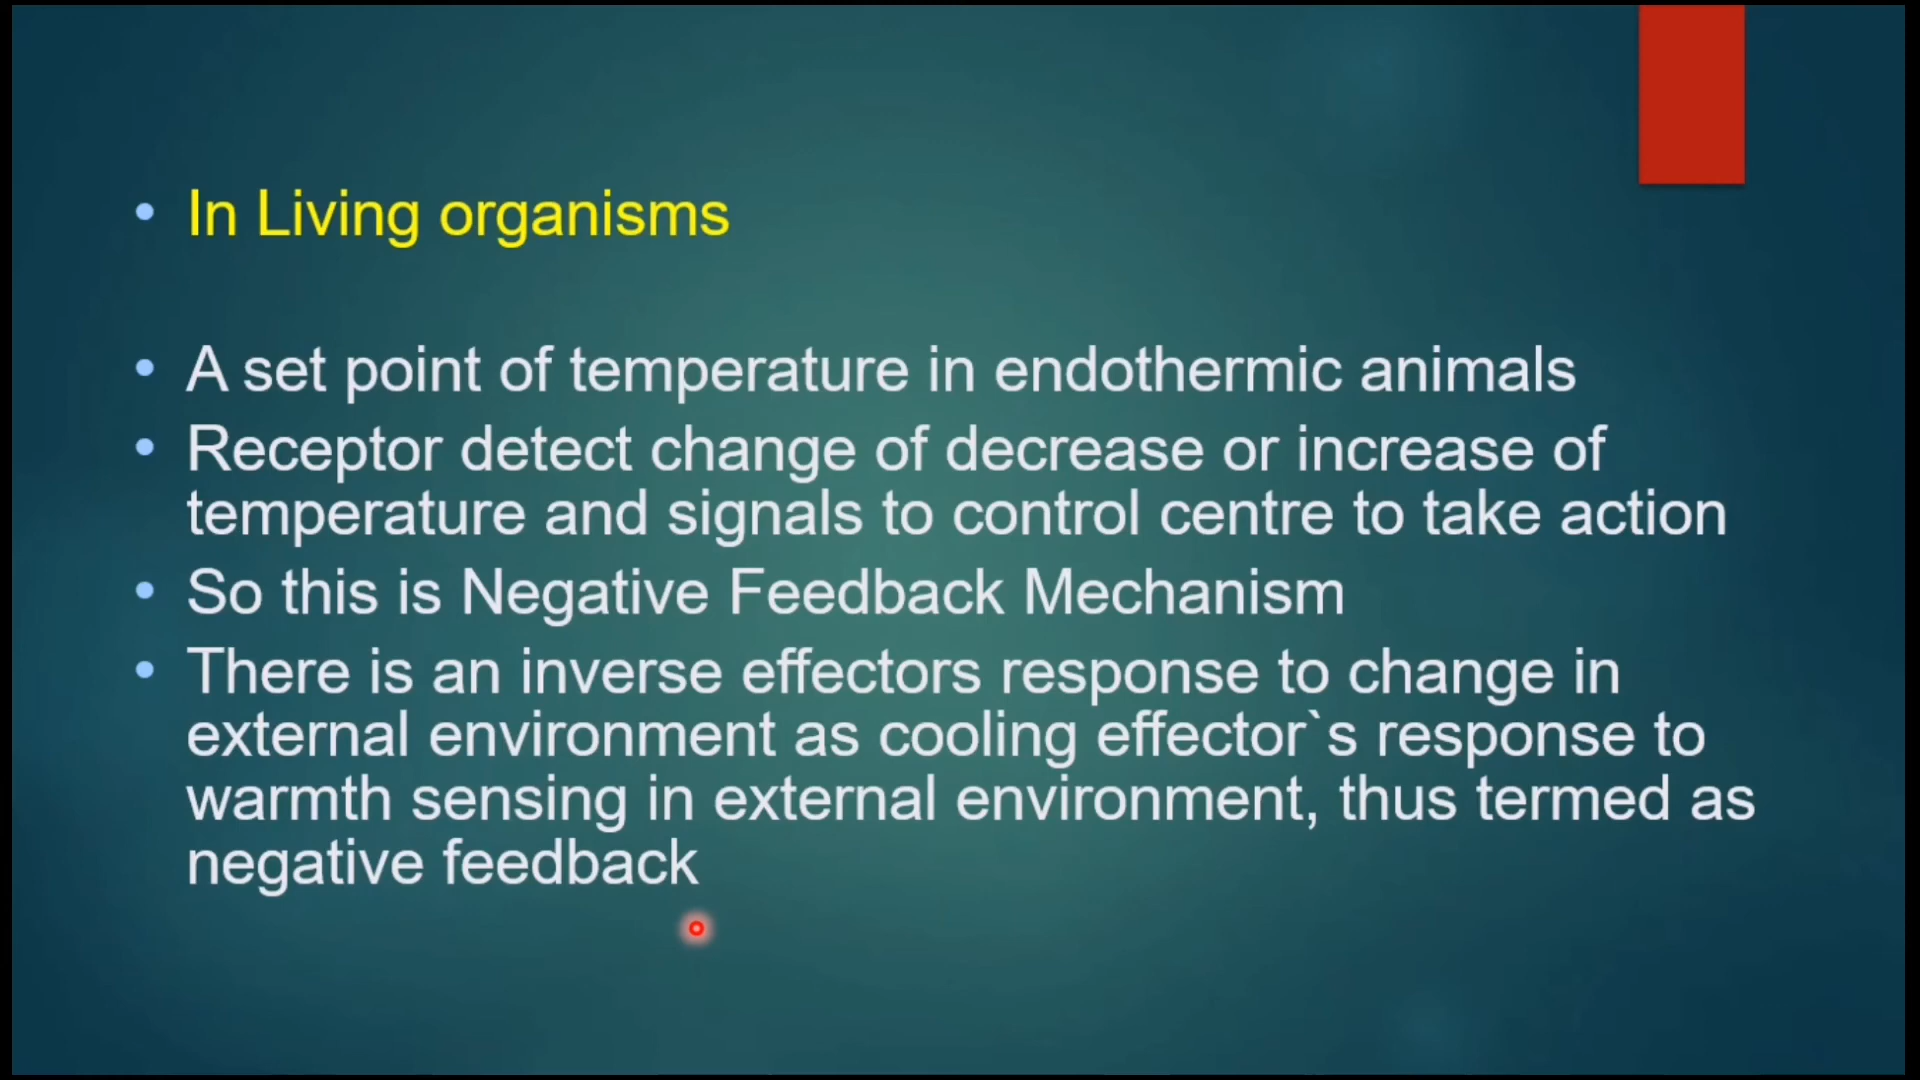 • In Living organisms
• A set point of temperature in endothermic animals
• Receptor detect change of decrease or increase of
temperature and signals to control centre to take action
• So this is Negative Feedback Mechanism
• There is an inverse effectors response to change in
external environment as cooling effector`s response to
warmth sensing in external environment, thus termed as
negative feedback